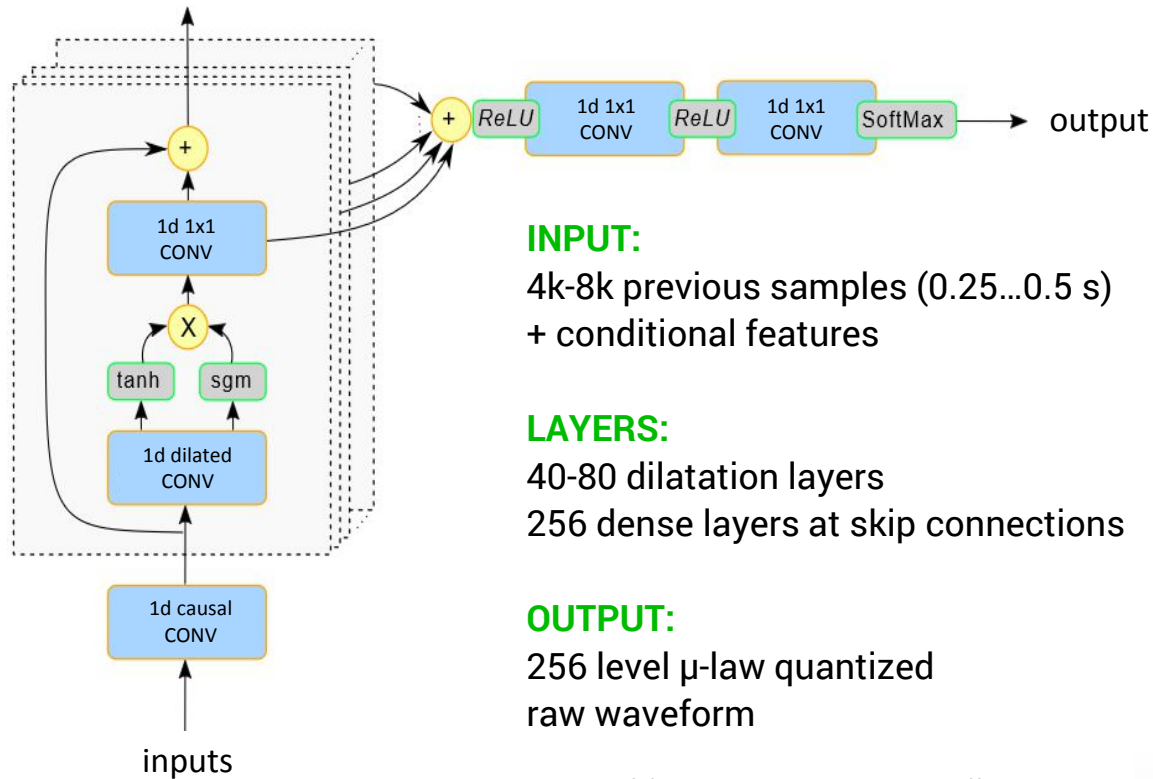 +
ReLU
1d 1x1
CONV
ReLU
1d 1x1
CONV
SoftMax
output
+
1d 1x1
CONV
X
tanh
sgm
1d dilated
CONV
1d causal
CONV
inputs
INPUT:
4k-8k previous samples (0.25...0.5 s)
+ conditional features
LAYERS:
40-80 dilatation layers
256 dense layers at skip connections
OUTPUT:
256 level µ-law quantized
raw waveform